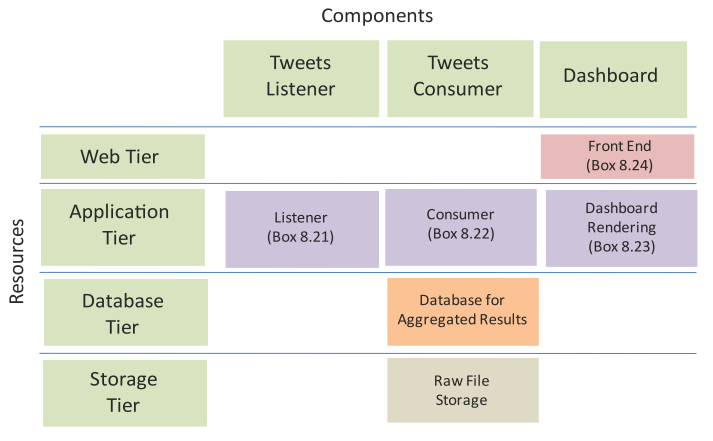 Components
Tweets
Listener
Tweets
Consumer
Dashboard
Resources
Web Tier
Front End
(Box 8.24)
Application
Tier
Listener
(Box 8.21)
Consumer
(Box 8.22)
Dashboard
Rendering
(Box 8.23)
Database
Tier
Database for
Aggregated Results
Storage
Tier
Raw File
Storage